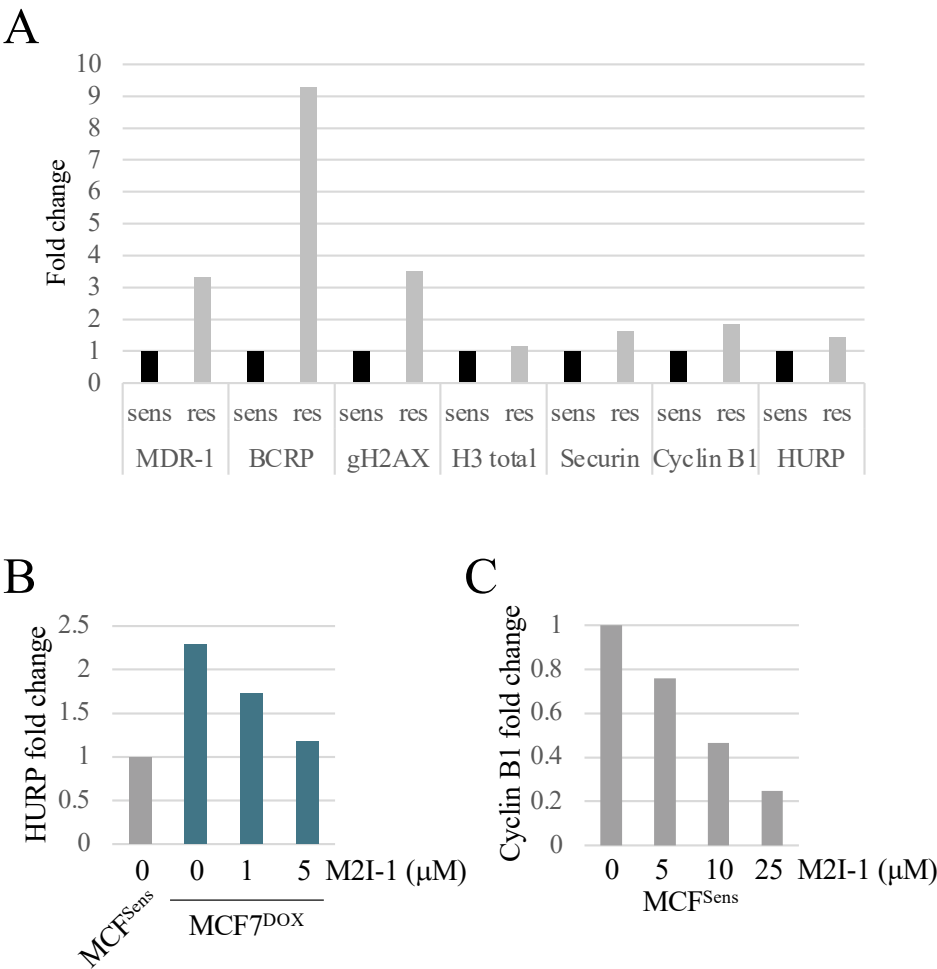 A
Fold change
10
9
8
7
6
5
4
3
2
1
0
sens res sens res sens res sens res sens res sens res sens res
MDR-1 BCRP gH2AX H3 total Securin Cyclin B1 HURP
B
HURP fold change
2.5
2
1.5
1
0.5
0
0 0 1 5 M2I-1 (μM)
MCF^Sens
MCF7^DOX
C
Cyclin B1 fold change
1
0.8
0.6
0.4
0.2
0
0 5 10 25 M2I-1 (μM)
MCF^Sens